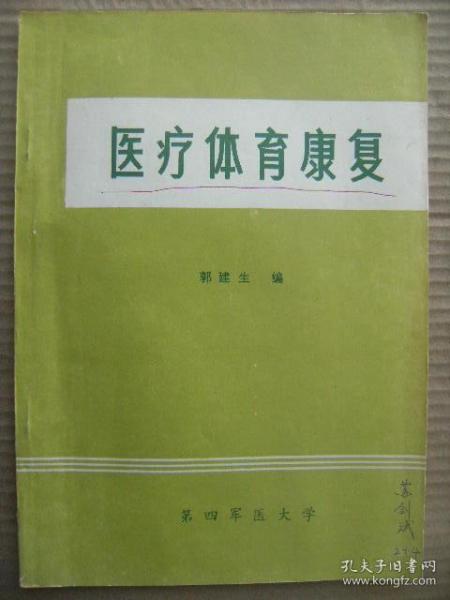 医疗体育康复
郭建生 编
第四军医大学
孔夫子旧书网
www.kongfz.com